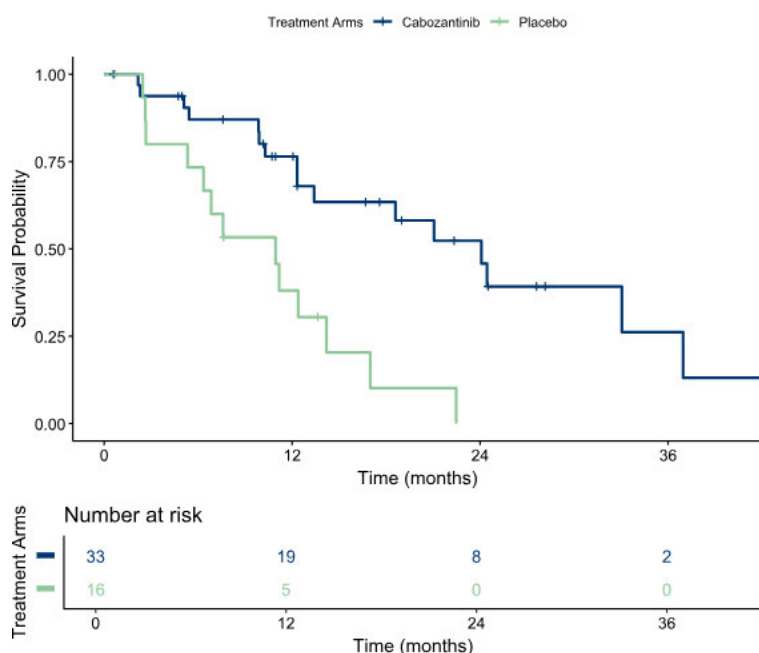 Treatment Arms Cabozantinib Placebo
1.00
0.75
0.50
0.25
0.00
Survival Probability
0 12 24 36
Time (months)
Number at risk
Treatment Arms
33 19 8 2
16 5 0 0
0 12 24 36
Time (months)